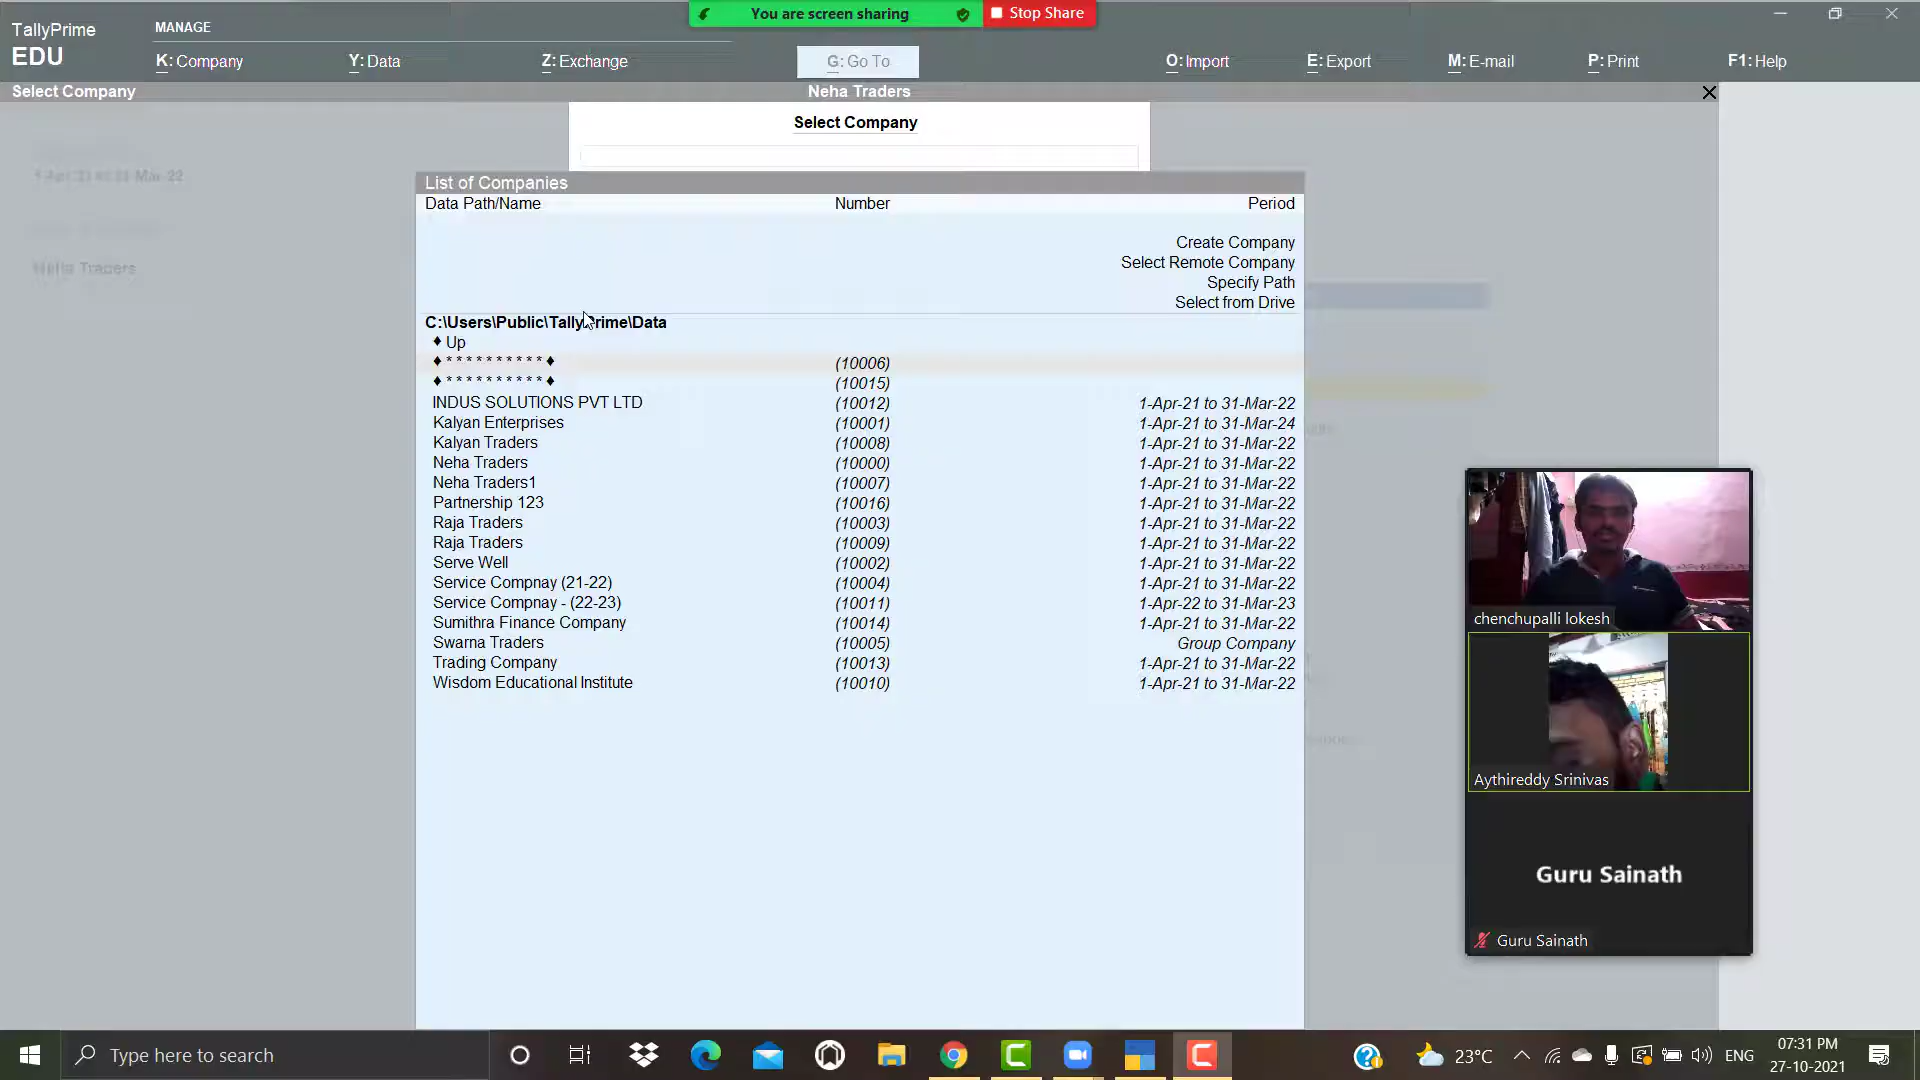 TallyPrime
EDU
MANAGE
K: Company
Y: Data
Z: Exchange
G: Go To
O: Import
E: Export
M: E-mail
P: Print
F1: Help
You are screen sharing
Stop Share
Select Company
Neha Traders
Select Company
List of Companies
Data Path/Name Number Period
Create Company
Select Remote Company
Specify Path
Select from Drive
C:\Users\Public\TallyPrime\Data
♦ Up
♦ * * * * * * * * * * ♦ (10006)
♦ * * * * * * * * * * ♦ (10015)
INDUS SOLUTIONS PVT LTD (10012) 1-Apr-21 to 31-Mar-22
Kalyan Enterprises (10001) 1-Apr-21 to 31-Mar-24
Kalyan Traders (10008) 1-Apr-21 to 31-Mar-22
Neha Traders (10000) 1-Apr-21 to 31-Mar-22
Neha Traders1 (10007) 1-Apr-21 to 31-Mar-22
Partnership 123 (10016) 1-Apr-21 to 31-Mar-22
Raja Traders (10003) 1-Apr-21 to 31-Mar-22
Raja Traders (10009) 1-Apr-21 to 31-Mar-22
Serve Well (10002) 1-Apr-21 to 31-Mar-22
Service Compnay (21-22) (10004) 1-Apr-21 to 31-Mar-22
Service Compnay - (22-23) (10011) 1-Apr-22 to 31-Mar-23
Sumithra Finance Company (10014) 1-Apr-21 to 31-Mar-22
Swarna Traders (10005) Group Company
Trading Company (10013) 1-Apr-21 to 31-Mar-22
Wisdom Educational Institute (10010) 1-Apr-21 to 31-Mar-22
Neha Traders
chenchupalli lokesh
Aythireddy Srinivas
Guru Sainath
Guru Sainath
Type here to search
23°C
ENG
07:31 PM
27-10-2021